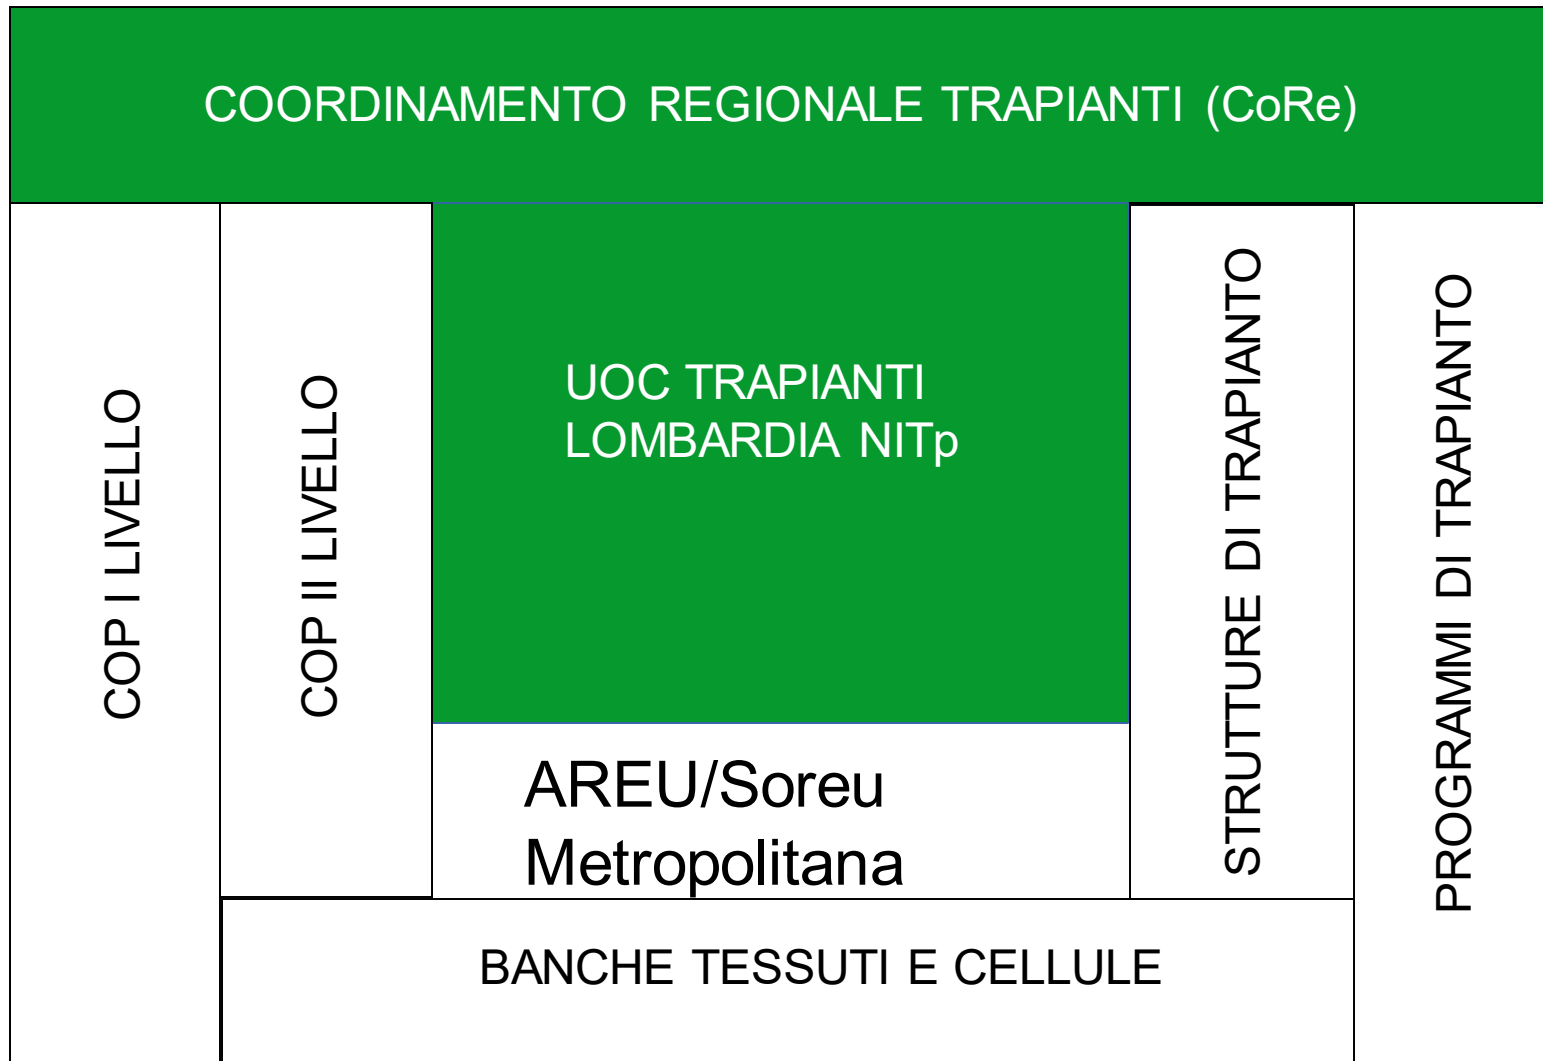 COORDINAMENTO REGIONALE TRAPIANTI (CoRe)
COP I LIVELLO
COP II LIVELLO
UOC TRAPIANTI
LOMBARDIA NITp
AREU/Soreu
Metropolitana
STRUTTURE DI TRAPIANTO
PROGRAMMI DI TRAPIANTO
BANCHE TESSUTI E CELLULE